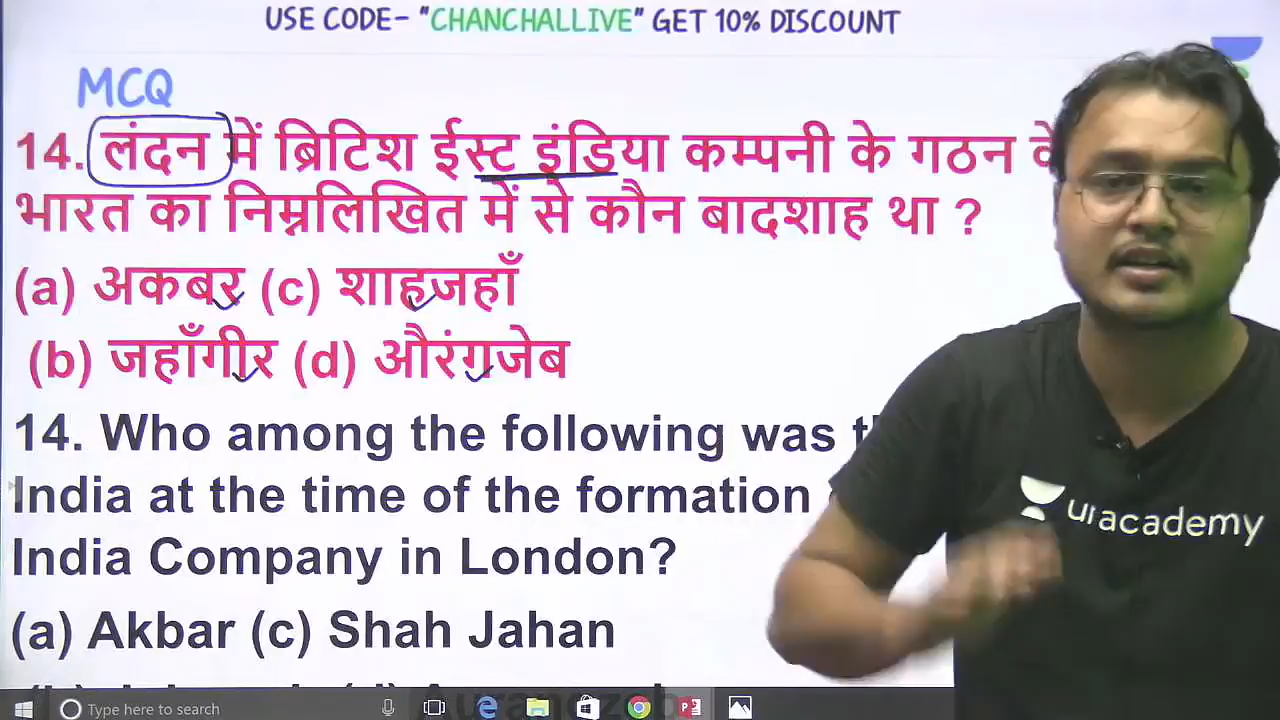 USE CODE- "CHANCHALLIVE" GET 10% DISCOUNT
MCQ
14. लंदन में ब्रिटिश ईस्ट इंडिया कम्पनी के गठन के
भारत का निम्नलिखित में से कौन बादशाह था ?
(a) अकबर (c) शाहजहाँ
(b) जहाँगीर (d) औरंगजेब
14. Who among the following was
India at the time of the formation
India Company in London?
(a) Akbar (c) Shah Jahan
unacademy
Type here to search